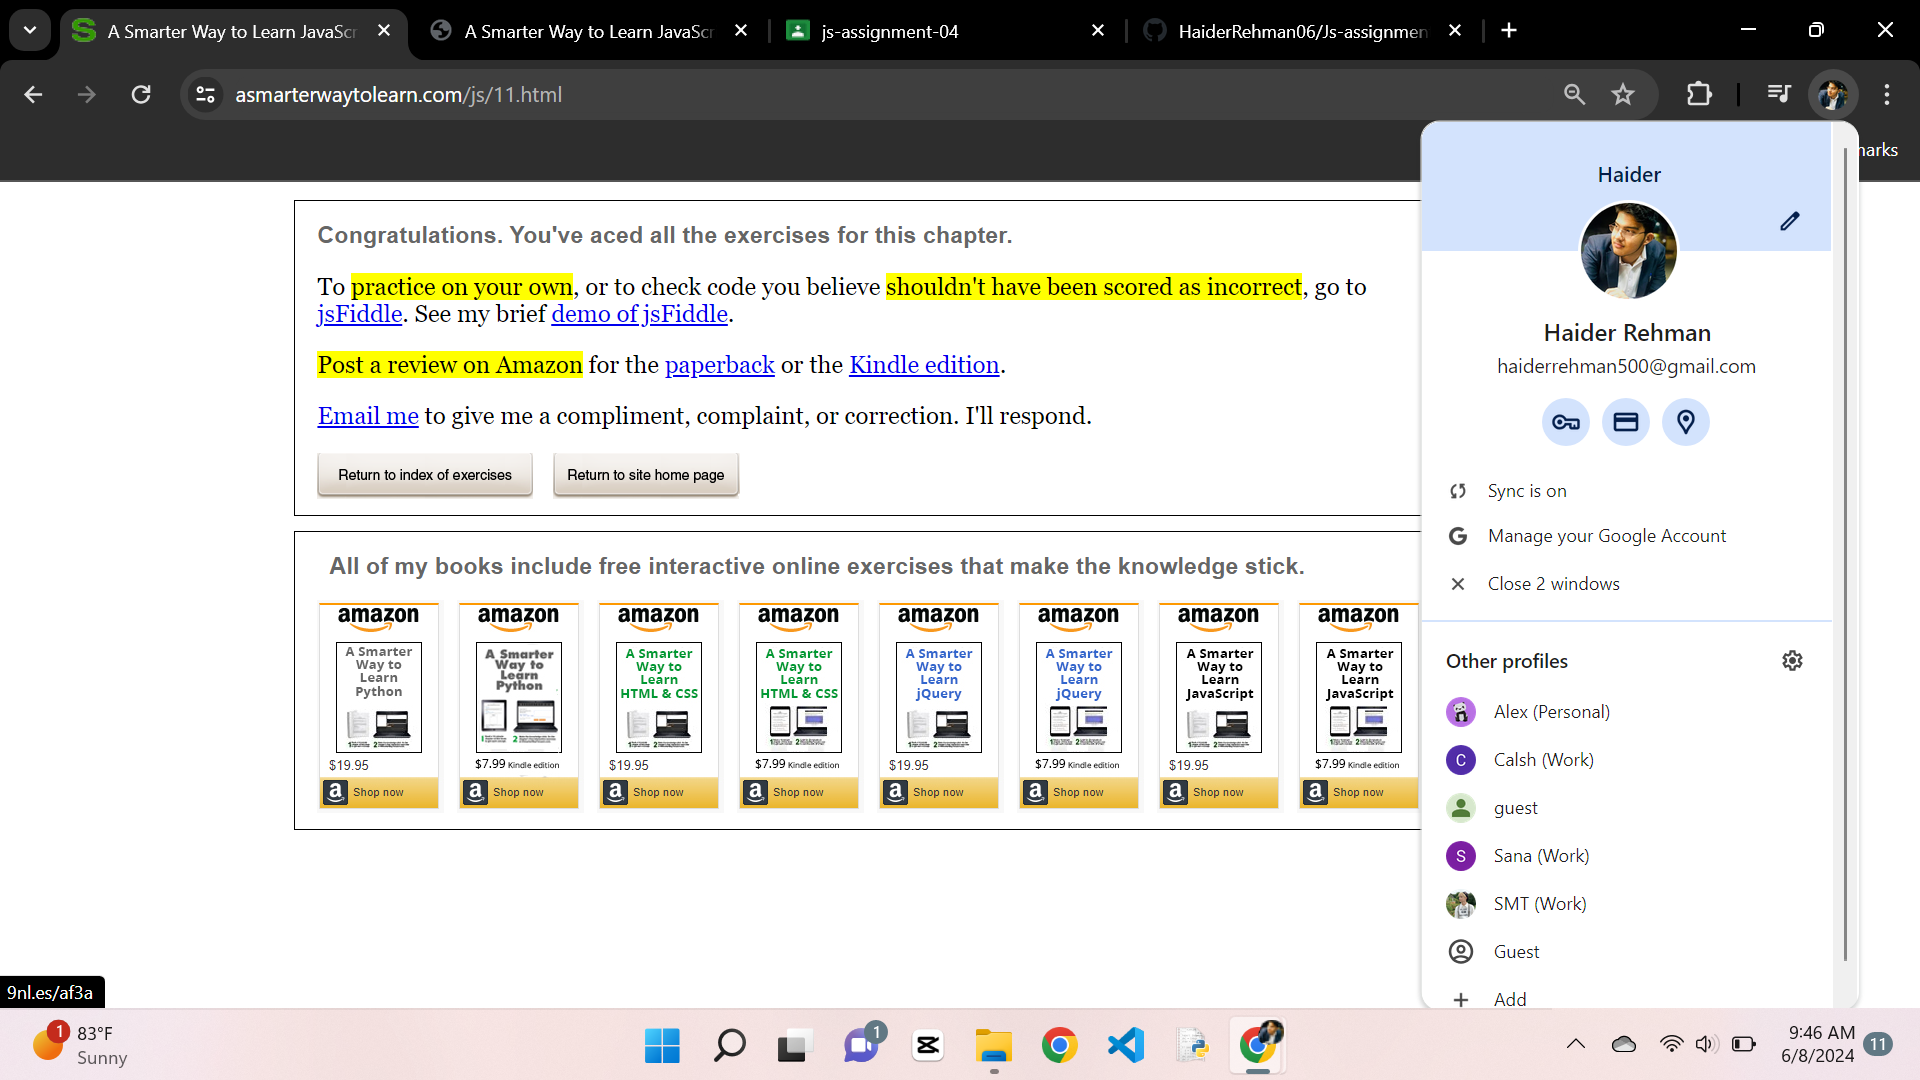 A Smarter Way to Learn JavaScr
A Smarter Way to Learn JavaScr
js-assignment-04
HaiderRehman06/Js-assignmen
asmarterwaytolearn.com/js/11.html
marks
Congratulations. You've aced all the exercises for this chapter.
To practice on your own, or to check code you believe shouldn't have been scored as incorrect, go to
jsFiddle. See my brief demo of jsFiddle.
Post a review on Amazon for the paperback or the Kindle edition.
Email me to give me a compliment, complaint, or correction. I'll respond.
Return to index of exercises
Return to site home page
All of my books include free interactive online exercises that make the knowledge stick.
amazon
A Smarter
Way to
Learn
Python
$19.95
a Shop now
amazon
A Smarter
Way to
Learn
Python
$7.99 Kindle edition
a Shop now
amazon
A Smarter
Way to
Learn
HTML & CSS
$19.95
a Shop now
amazon
A Smarter
Way to
Learn
HTML & CSS
$7.99 Kindle edition
a Shop now
amazon
A Smarter
Way to
Learn
jQuery
$19.95
a Shop now
amazon
A Smarter
Way to
Learn
jQuery
$7.99 Kindle edition
a Shop now
amazon
A Smarter
Way to
Learn
JavaScript
$19.95
a Shop now
amazon
A Smarter
Way to
Learn
JavaScript
$7.99 Kindle edition
a Shop now
Haider
Haider Rehman
haiderrehman500@gmail.com
Sync is on
G Manage your Google Account
Close 2 windows
Other profiles
Alex (Personal)
C Calsh (Work)
guest
S Sana (Work)
SMT (Work)
Guest
Add
9nl.es/af3a
1
83°F
Sunny
1
9:46 AM
6/8/2024
11